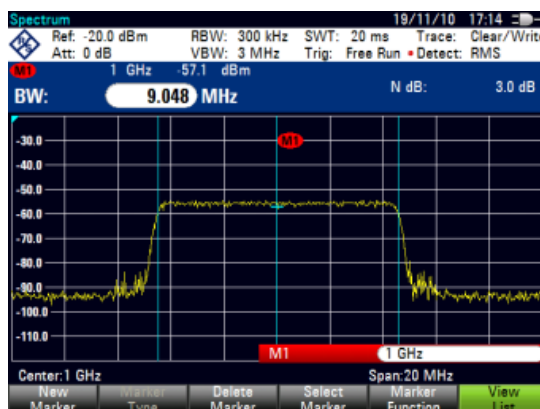 Spectrum 19/11/10 17:14
Ref: -20.0 dBm RBW: 300 kHz SWT: 20 ms Trace: Clear/Write
Att: 0 dB VBW: 3 MHz Trig: Free Run • Detect: RMS
M1 1 GHz -57.1 dBm
BW: 9.048 MHz N dB: 3.0 dB
M1
-30.0
-40.0
-50.0
-60.0
-70.0
-80.0
-90.0
-100.0
-110.0
M1 1 GHz
Center:1 GHz Span:20 MHz
New Marker Delete Select Marker View
Marker Type Marker Marker Function List